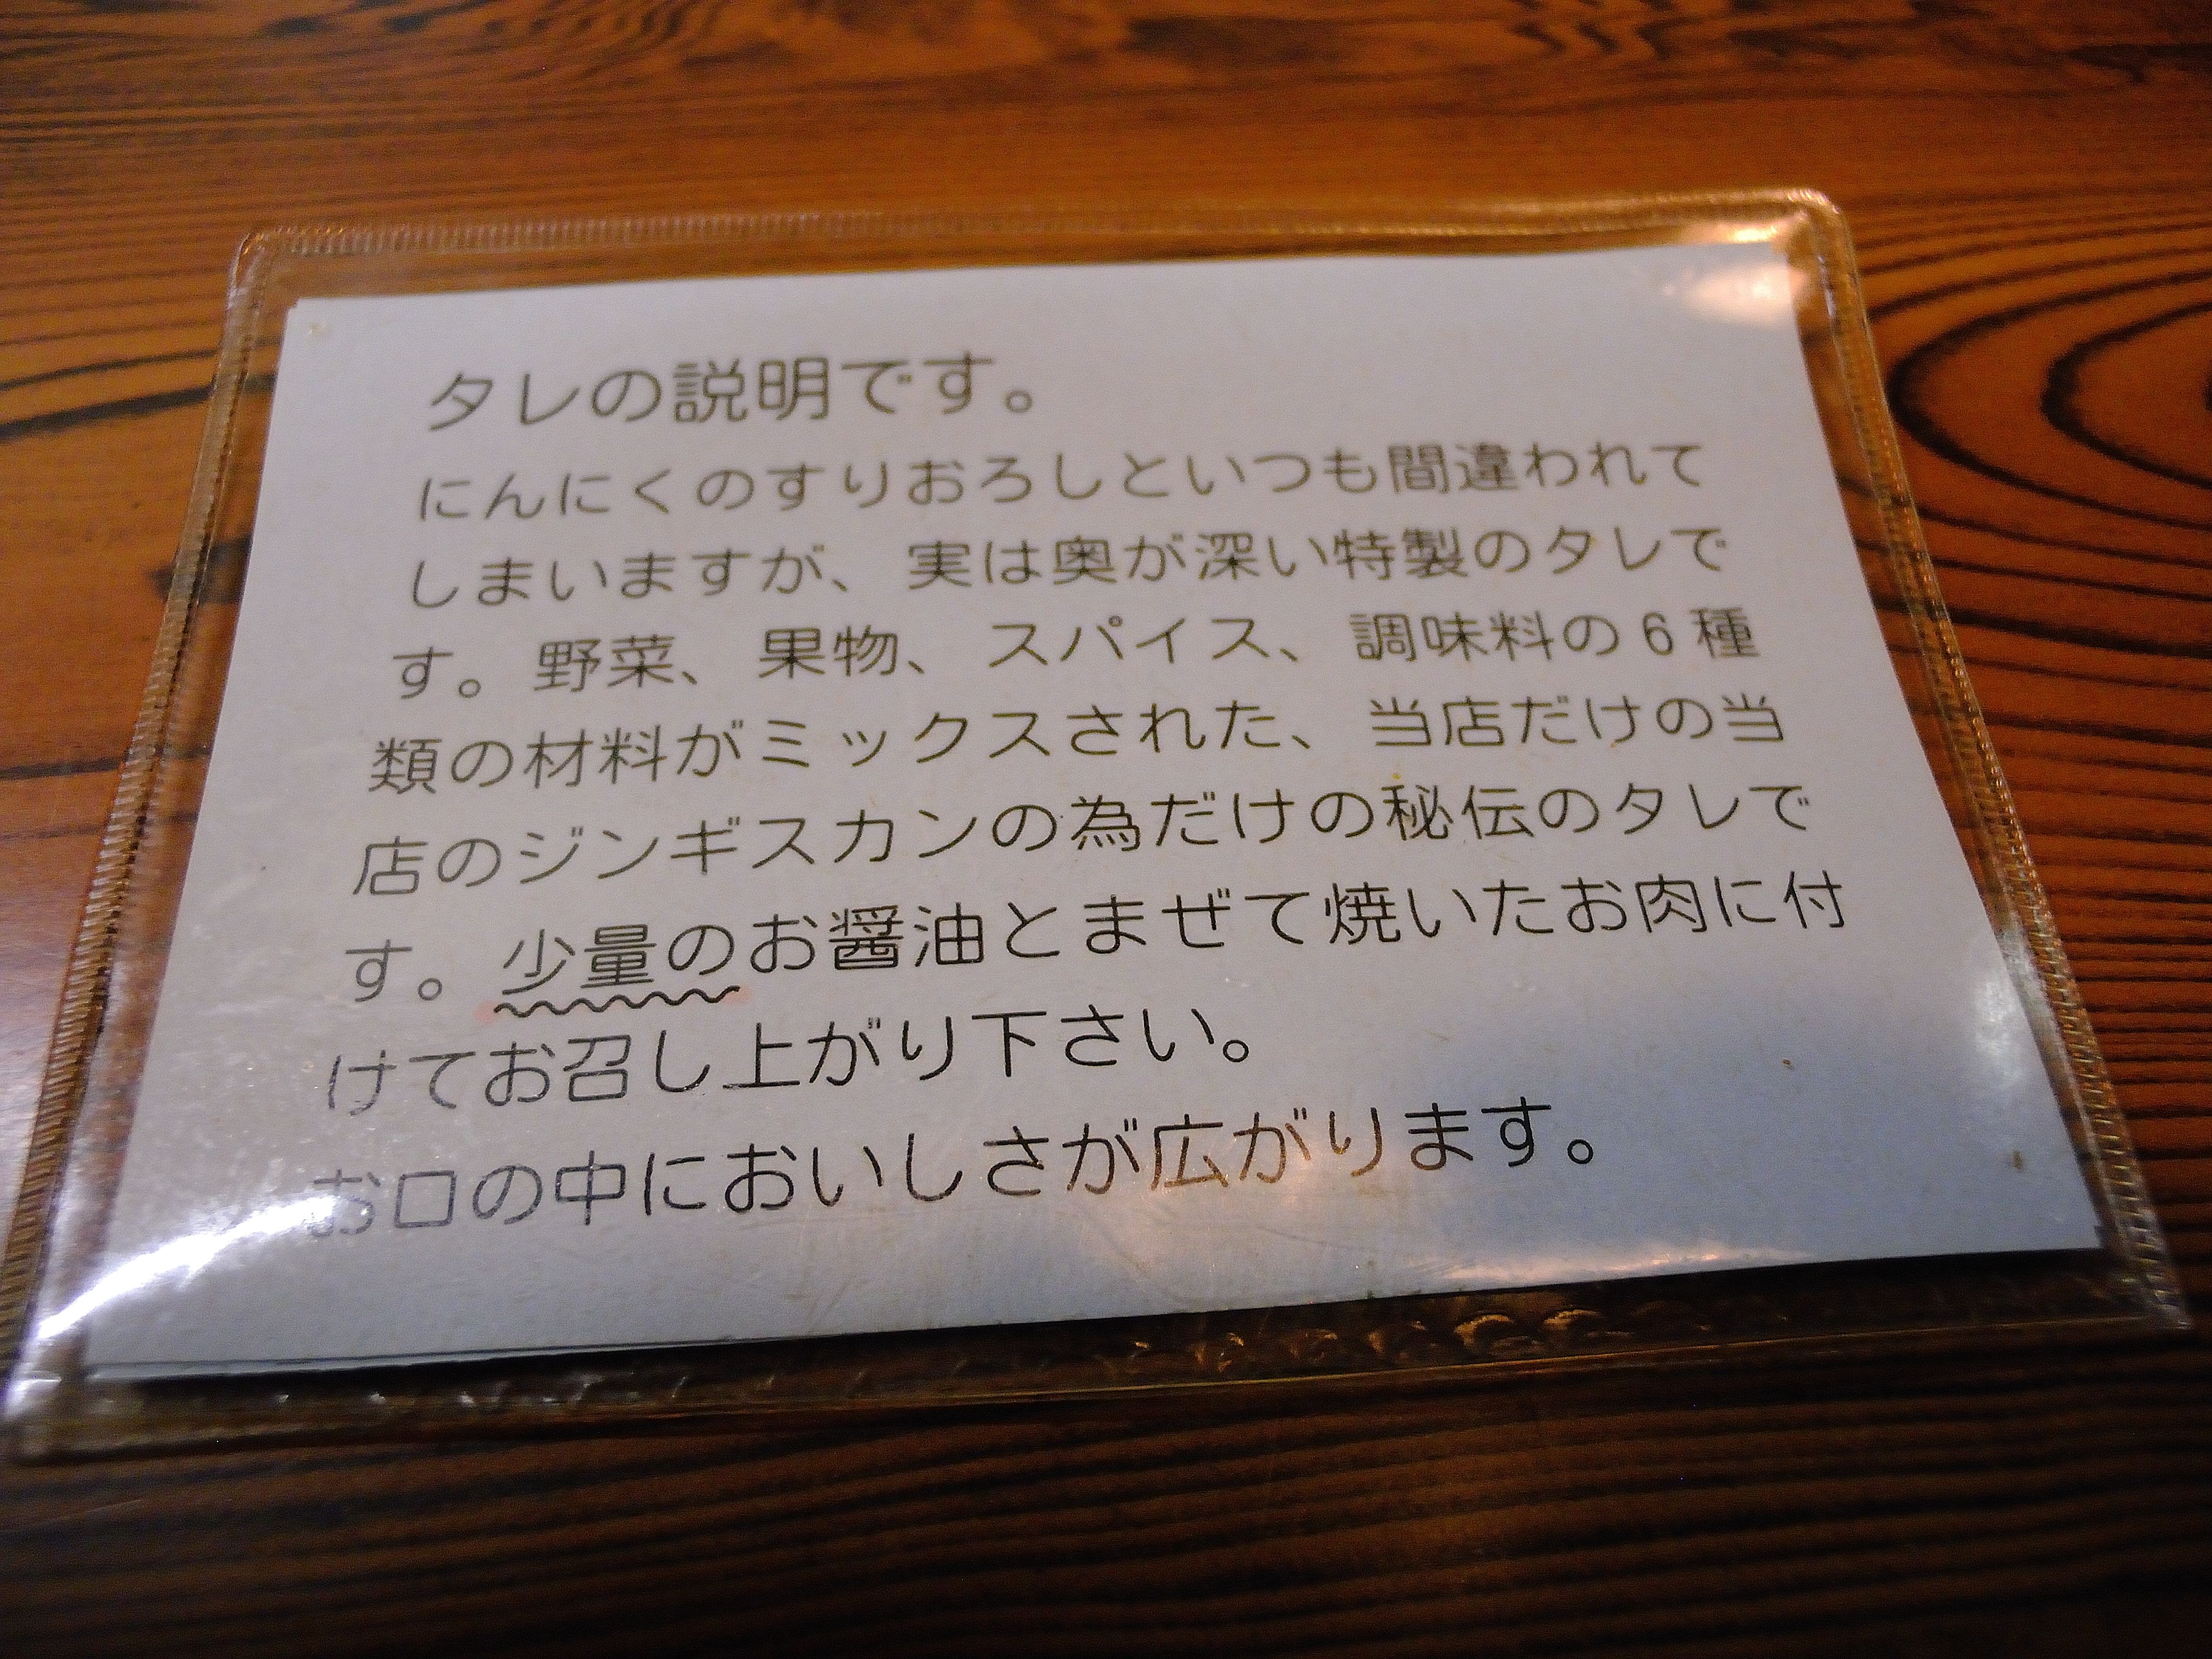 タレの説明です。
にんにくのすりおろしといつも間違われて
しまいますが、実は奥が深い特製のタレで
す。野菜、果物、スパイス、調味料の6種
類の材料がミックスされた、当店だけの当
店のジンギスカンの為だけの秘伝のタレで
す。少量のお醤油とまぜて焼いたお肉に付
けてお召し上がり下さい。
お口の中においしさが広がります。